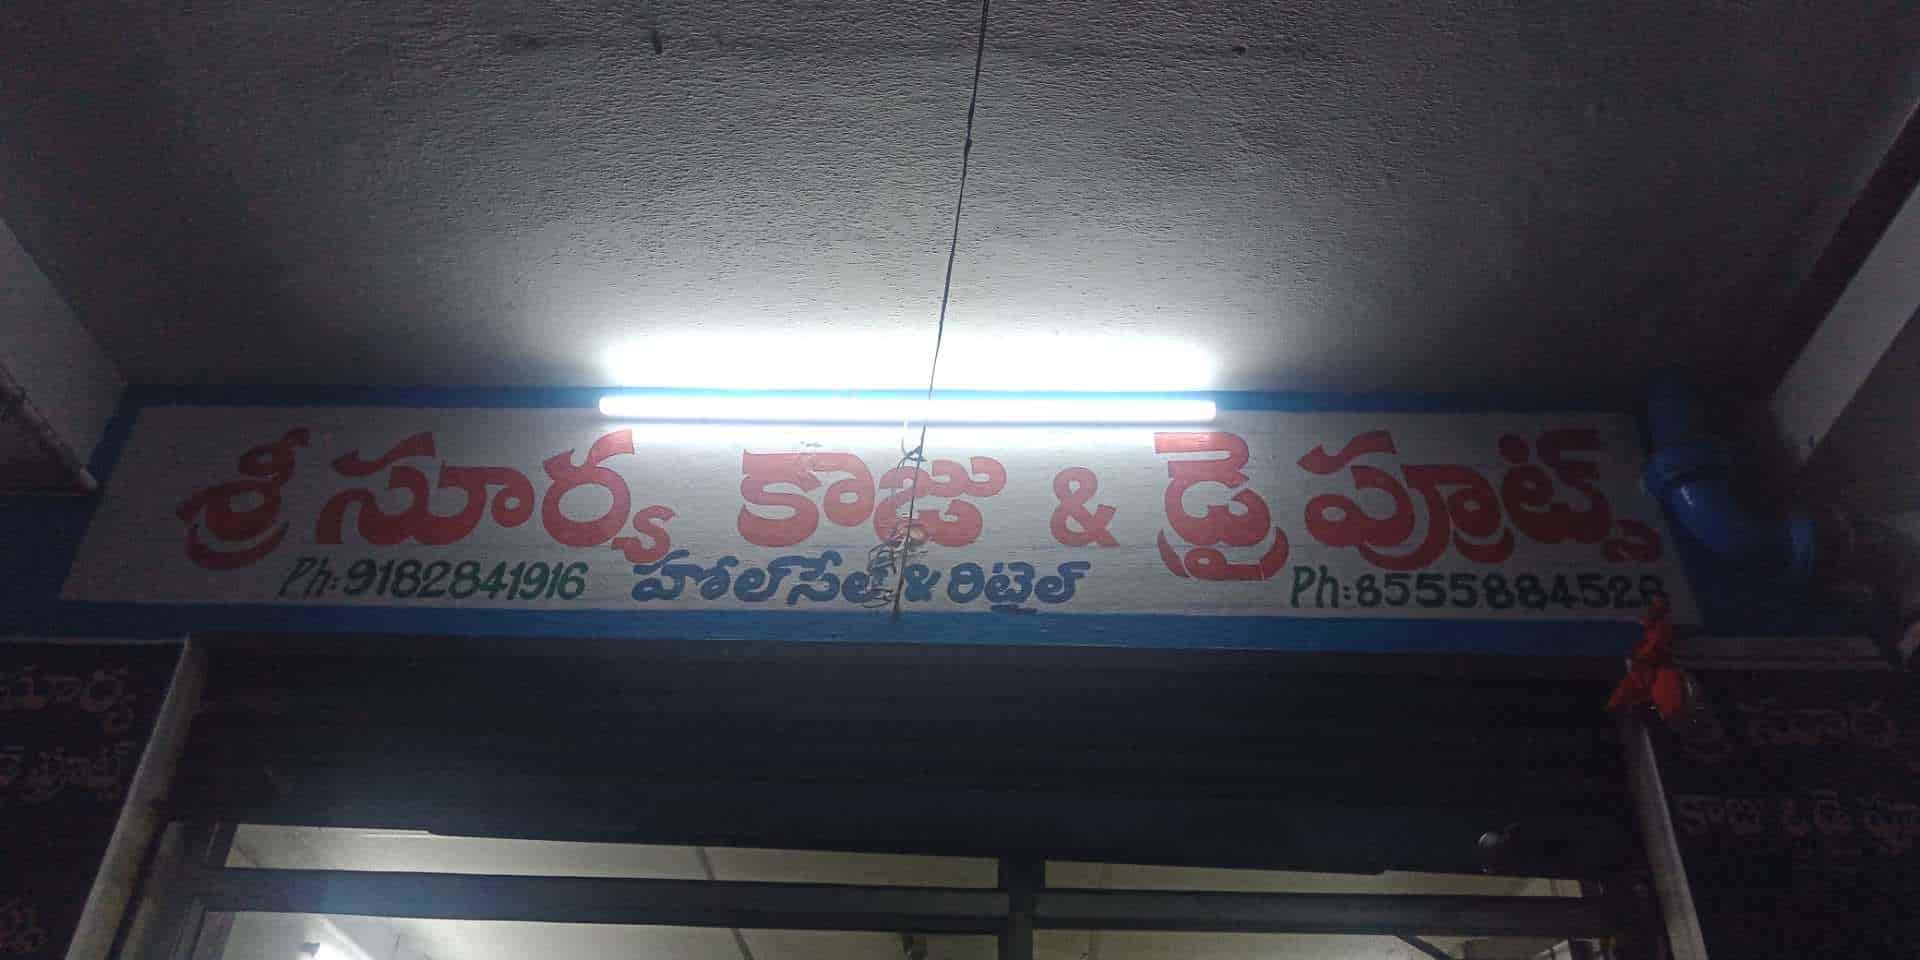 శ్రీ సూర్య కాజు & డ్రై ఫ్రూట్స్
Ph: 9182841916 హోల్‌సేల్ & రిటైల్ Ph: 8555884528